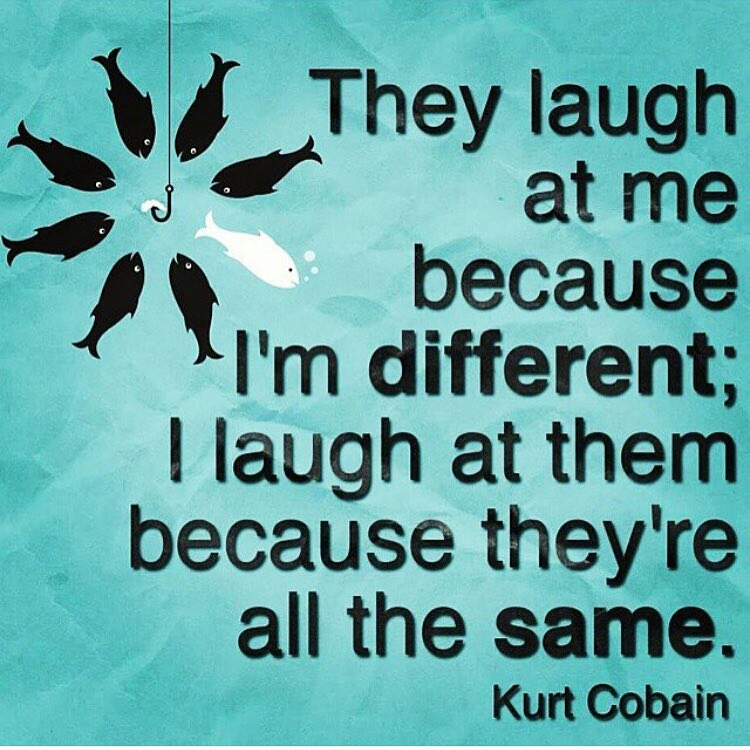 They laugh
at me
because
I'm different;
I laugh at them
because they're
all the same.
Kurt Cobain